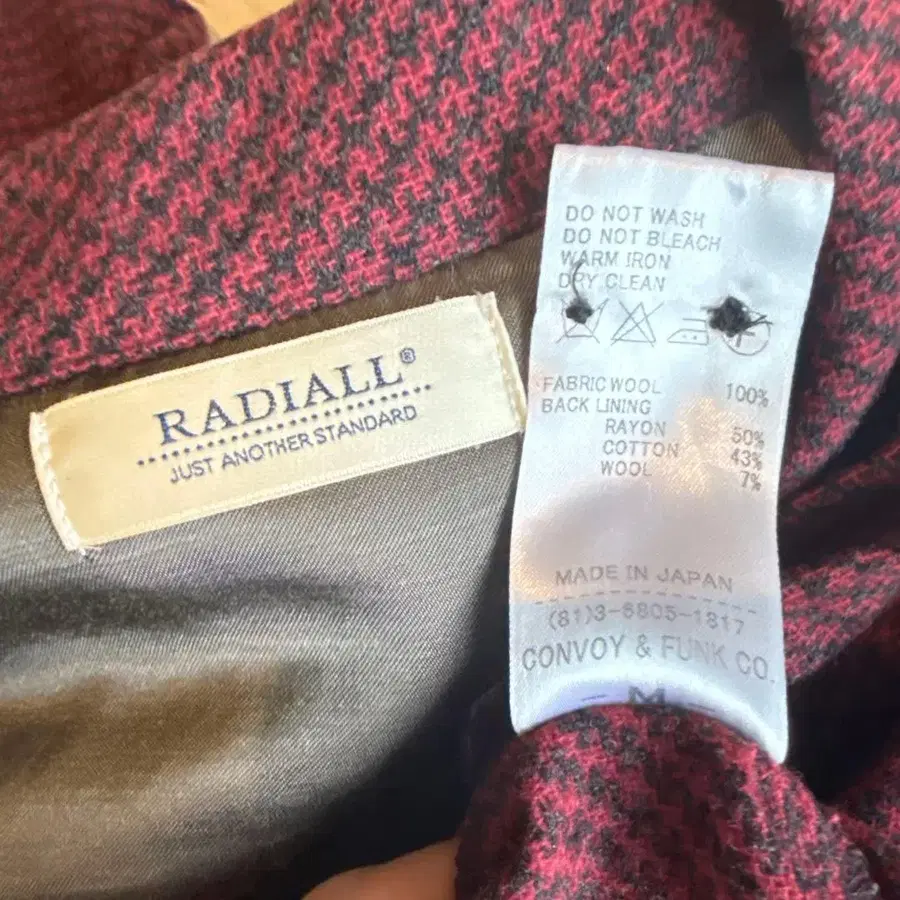 RADIALL®
JUST ANOTHER STANDARD
DO NOT WASH
DO NOT BLEACH
WARM IRON
DRY CLEAN
FABRIC WOOL 100%
BACK LINING
RAYON 50%
COTTON 43%
WOOL 7%
MADE IN JAPAN
(81)3-6805-1817
CONVOY & FUNK CO.
- M -